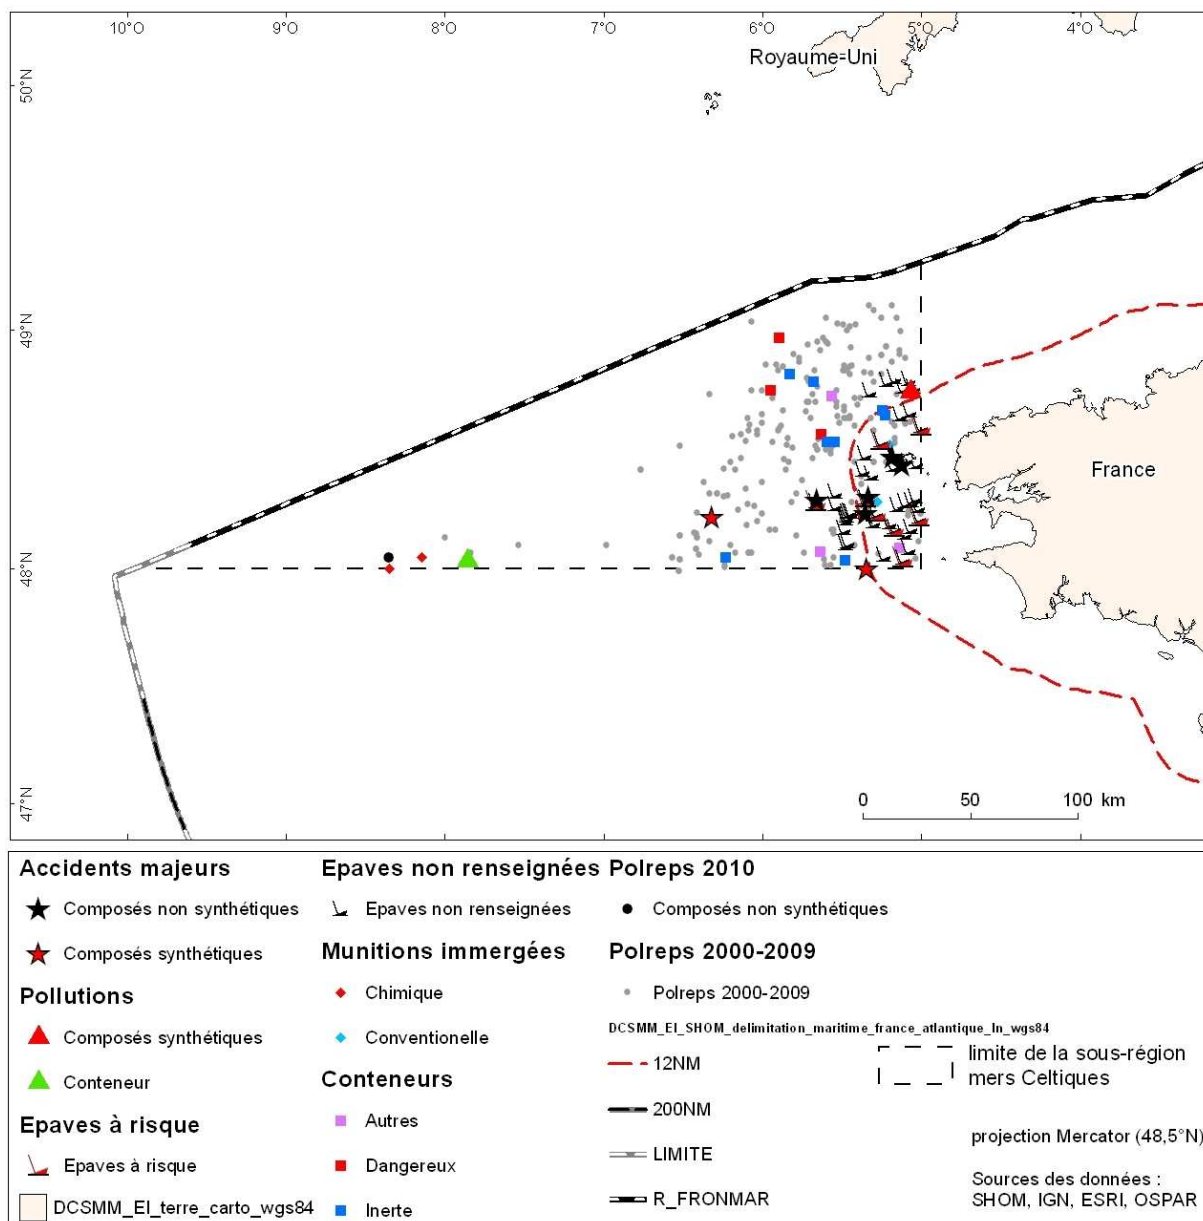 10°O 9°O 8°O 7°O 6°O 5°O 4°O
Royaume-Uni
50°N
49°N
France
48°N
47°N
0 50 100 km
Accidents majeurs
Composés non synthétiques
Composés synthétiques
Pollutions
Composés synthétiques
Conteneur
Epaves à risque
Epaves à risque
DCSMM_EI_terre_carto_wgs84
Epaves non renseignées
Epaves non renseignées
Munitions immergées
Chimique
Conventionelle
Conteneurs
Autres
Dangereux
Inerte
Polreps 2010
Composés non synthétiques
Polreps 2000-2009
Polreps 2000-2009
DCSMM_EI_SHOM_delimitation_maritime_france_atlantique_ln_wgs84
12NM
200NM
LIMITE
R_FRONMAR
limite de la sous-région
mers Celtiques
projection Mercator (48,5°N)
Sources des données :
SHOM, IGN, ESRI, OSPAR